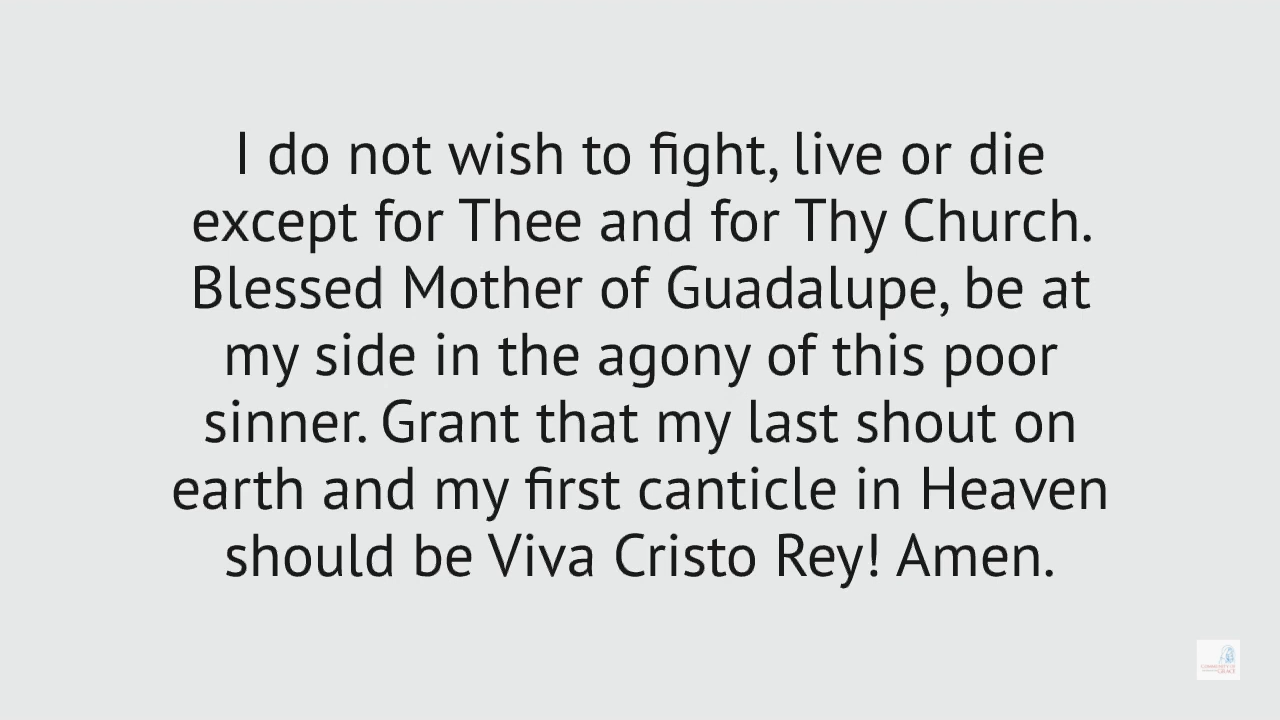 I do not wish to fight, live or die
except for Thee and for Thy Church.
Blessed Mother of Guadalupe, be at
my side in the agony of this poor
sinner. Grant that my last shout on
earth and my first canticle in Heaven
should be Viva Cristo Rey! Amen.
GRACE